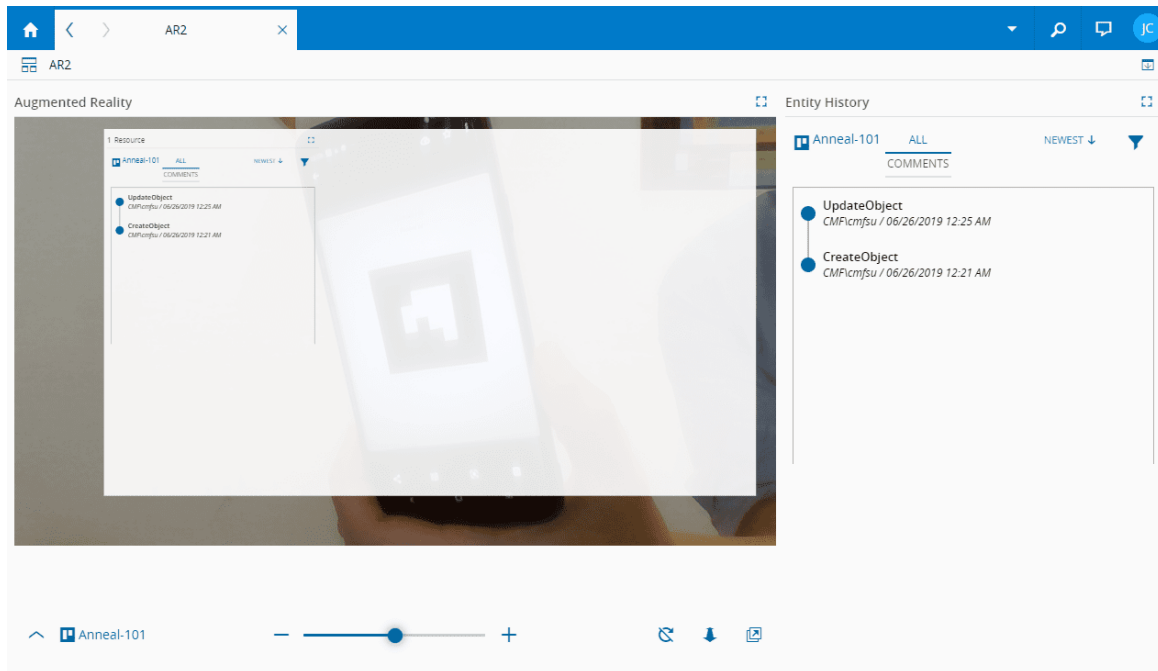 AR2
JC
AR2
Augmented Reality
1 Resource
Anneal-101 ALL NEWEST
COMMENTS
UpdateObject
CMF\cmfsu / 06/26/2019 12:25 AM
CreateObject
CMF\cmfsu / 06/26/2019 12:21 AM
Entity History
Anneal-101 ALL NEWEST
COMMENTS
UpdateObject
CMF\cmfsu / 06/26/2019 12:25 AM
CreateObject
CMF\cmfsu / 06/26/2019 12:21 AM
Anneal-101